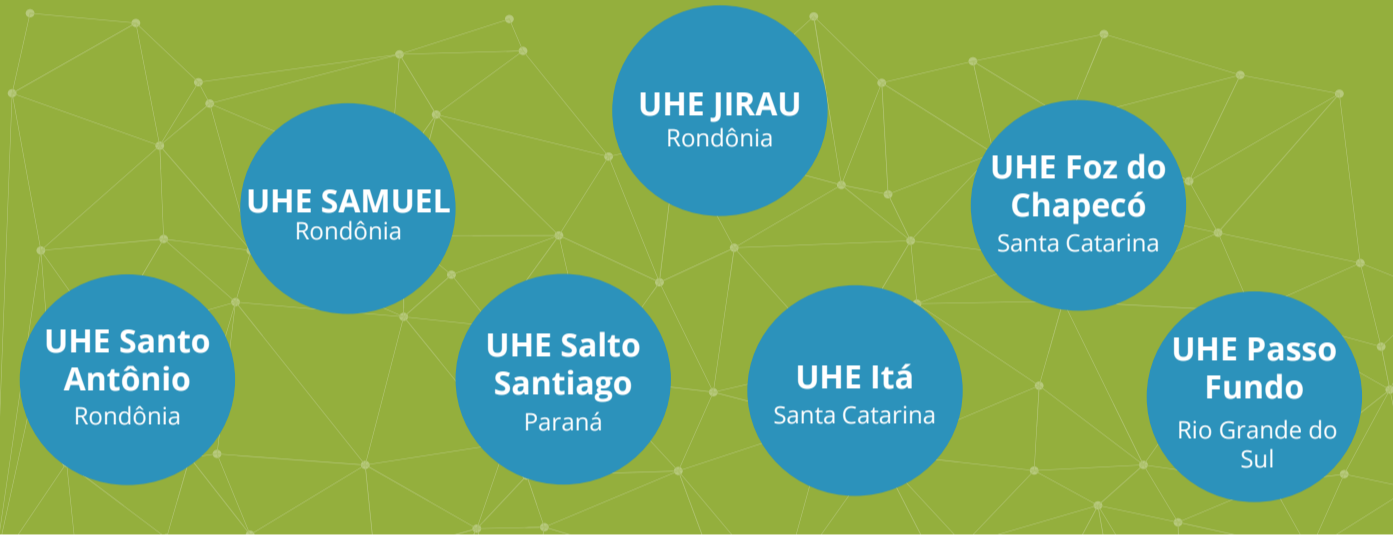 UHE JIRAU
Rondônia
UHE SAMUEL
Rondônia
UHE Foz do
Chapecó
Santa Catarina
UHE Santo
Antônio
Rondônia
UHE Salto
Santiago
Paraná
UHE Itá
Santa Catarina
UHE Passo
Fundo
Rio Grande do
Sul